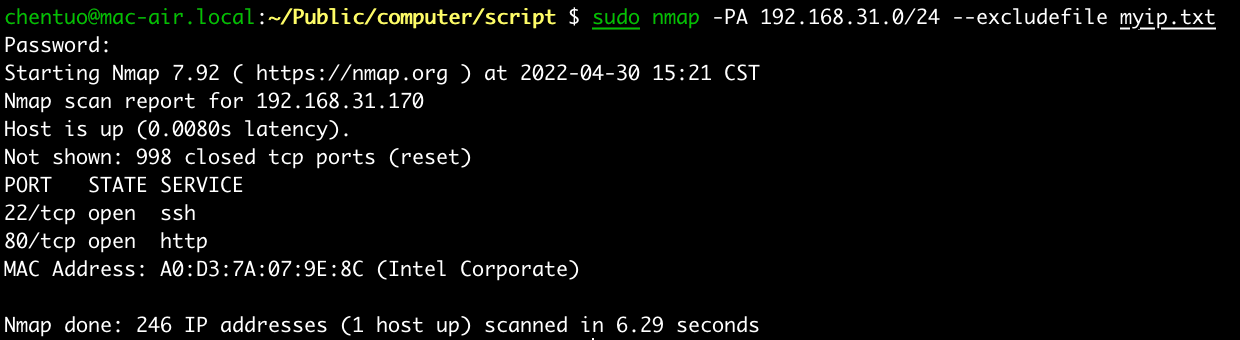 chentuo@mac-air.local:~/Public/computer/script $ sudo nmap -PA 192.168.31.0/24 --excludefile myip.txt
Password:
Starting Nmap 7.92 ( https://nmap.org ) at 2022-04-30 15:21 CST
Nmap scan report for 192.168.31.170
Host is up (0.0080s latency).
Not shown: 998 closed tcp ports (reset)
PORT   STATE SERVICE
22/tcp open  ssh
80/tcp open  http
MAC Address: A0:D3:7A:07:9E:8C (Intel Corporate)

Nmap done: 246 IP addresses (1 host up) scanned in 6.29 seconds